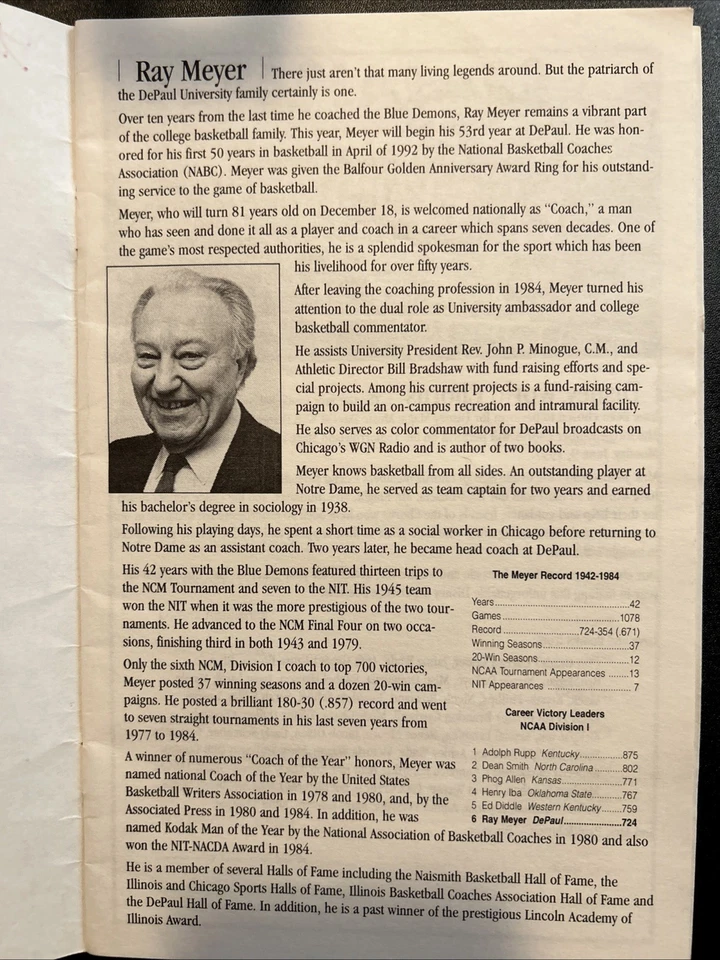 Ray Meyer There just aren't that many living legends around. But the patriarch of
the DePaul University family certainly is one.
Over ten years from the last time he coached the Blue Demons, Ray Meyer remains a vibrant part
of the college basketball family. This year, Meyer will begin his 53rd year at DePaul. He was hon-
ored for his first 50 years in basketball in April of 1992 by the National Basketball Coaches
Association (NABC). Meyer was given the Balfour Golden Anniversary Award Ring for his outstand-
ing service to the game of basketball.
Meyer, who will turn 81 years old on December 18, is welcomed nationally as "Coach," a man
who has seen and done it all as a player and coach in a career which spans seven decades. One of
the game's most respected authorities, he is a splendid spokesman for the sport which has been
his livelihood for over fifty years.
After leaving the coaching profession in 1984, Meyer turned his
attention to the dual role as University ambassador and college
basketball commentator.
He assists University President Rev. John P. Minogue, C.M., and
Athletic Director Bill Bradshaw with fund raising efforts and spe-
cial projects. Among his current projects is a fund-raising cam-
paign to build an on-campus recreation and intramural facility.
He also serves as color commentator for DePaul broadcasts on
Chicago's WGN Radio and is author of two books.
Meyer knows basketball from all sides. An outstanding player at
Notre Dame, he served as team captain for two years and earned
his bachelor's degree in sociology in 1938.
Following his playing days, he spent a short time as a social worker in Chicago before returning to
Notre Dame as an assistant coach. Two years later, he became head coach at DePaul.
His 42 years with the Blue Demons featured thirteen trips to
the NCM Tournament and seven to the NIT. His 1945 team
won the NIT when it was the more prestigious of the two tour-
naments. He advanced to the NCM Final Four on two occa-
sions, finishing third in both 1943 and 1979.
Only the sixth NCM, Division I coach to top 700 victories,
Meyer posted 37 winning seasons and a dozen 20-win cam-
paigns. He posted a brilliant 180-30 (.857) record and went
to seven straight tournaments in his last seven years from
1977 to 1984.
A winner of numerous "Coach of the Year" honors, Meyer was
named national Coach of the Year by the United States
Basketball Writers Association in 1978 and 1980, and, by the
Associated Press in 1980 and 1984. In addition, he was
named Kodak Man of the Year by the National Association of Basketball Coaches in 1980 and also
won the NIT-NACDA Award in 1984.
He is a member of several Halls of Fame including the Naismith Basketball Hall of Fame, the
Illinois and Chicago Sports Halls of Fame, Illinois Basketball Coaches Association Hall of Fame and
the DePaul Hall of Fame. In addition, he is a past winner of the prestigious Lincoln Academy of
Illinois Award.
The Meyer Record 1942-1984
Years.....42
Games.....1078
Record.....724-354 (.671)
Winning Seasons.....37
20-Win Seasons.....12
NCAA Tournament Appearances.....13
NIT Appearances.....7
Career Victory Leaders
NCAA Division I
1 Adolph Rupp Kentucky.....875
2 Dean Smith North Carolina.....802
3 Phog Allen Kansas.....771
4 Henry Iba Oklahoma State.....767
5 Ed Diddle Western Kentucky.....759
6 Ray Meyer DePaul.....724